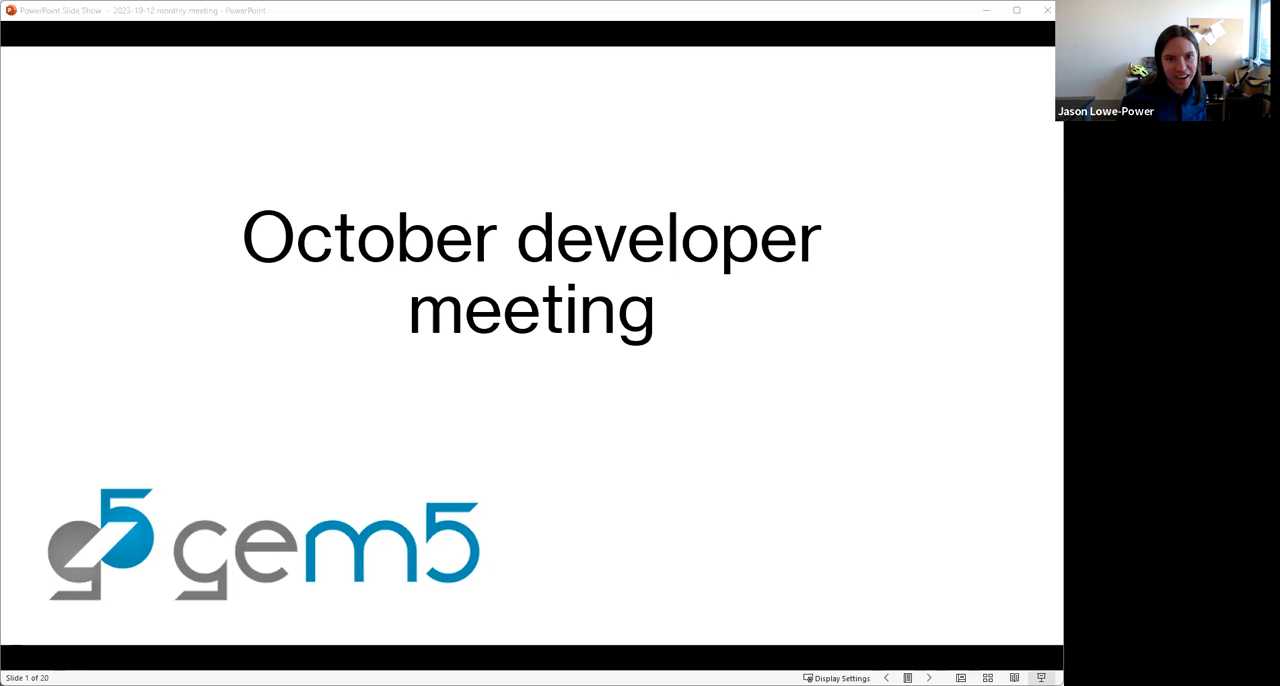 PowerPoint Slide Show - 2023-10-12 monthly meeting - PowerPoint
Jason Lowe-Power
October developer
meeting
gem5
Slide 1 of 20
Display Settings